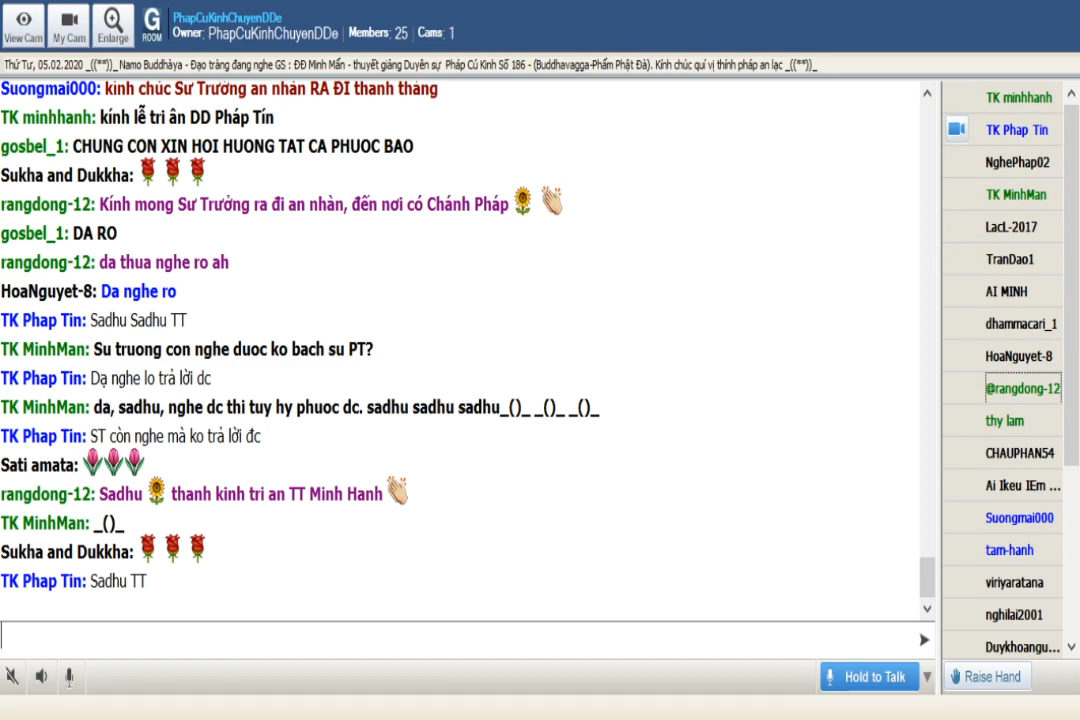 View Cam
My Cam
Enlarge
G ROOM
PhapCuKinhChuyenDDe
Owner: PhapCuKinhChuyenDDe | Members: 25 | Cams: 1
Thứ Tư, 05.02.2020 _((**))_ Namo Buddhàya - Đạo tràng đang nghe GS : ĐĐ Minh Mẩn - thuyết giảng Duyên sự Pháp Cú Kinh Số 186 - (Buddhavagga-Phẩm Phật Đà). Kính chúc quí vị thính pháp an lạc _((**))_
Suongmai000: kinh chúc Sư Trưởng an nhàn RA ĐI thanh thảng
TK minhhanh: kính lễ tri ân DD Pháp Tín
gosbel_1: CHUNG CON XIN HOI HUONG TAT CA PHUOC BAO
Sukha and Dukkha:
rangdong-12: Kính mong Sư Trưởng ra đi an nhàn, đến nơi có Chánh Pháp
gosbel_1: DA RO
rangdong-12: da thua nghe ro ah
HoaNguyet-8: Da nghe ro
TK Phap Tin: Sadhu Sadhu TT
TK MinhMan: Su truong con nghe duoc ko bach su PT?
TK Phap Tin: Dạ nghe lo trả lời dc
TK MinhMan: da, sadhu, nghe dc thi tuy hy phuoc dc. sadhu sadhu sadhu_()_ _()_ _()_
TK Phap Tin: ST còn nghe mà ko trả lời đc
Sati amata:
rangdong-12: Sadhu thanh kinh tri an TT Minh Hanh
TK MinhMan: _()_
Sukha and Dukkha:
TK Phap Tin: Sadhu TT
TK minhhanh
TK Phap Tin
NghePhap02
TK MinhMan
LacL-2017
TranDao1
AI MINH
dhammacari_1
HoaNguyet-8
@rangdong-12
thy lam
CHAUPHAN54
Ai Ikeu IEm ...
Suongmai000
tam-hanh
viriyaratana
nghilai2001
Duykhoangu...
Hold to Talk
Raise Hand